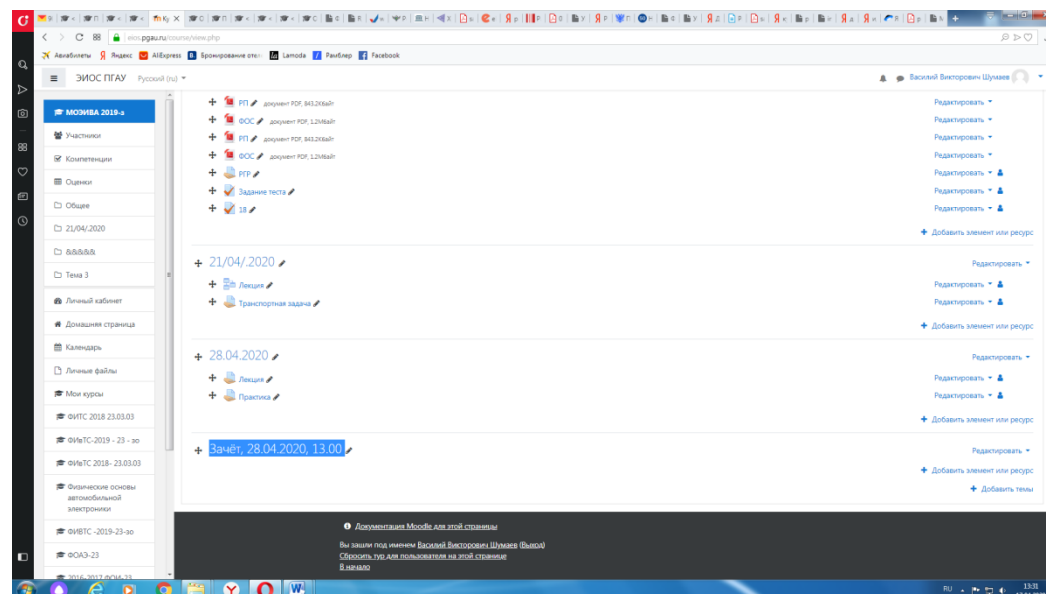 eios.pgau.ru/course/view.php
Авиабилеты Яндекс AliExpress Бронирование отел Lamoda Рамблер Facebook
ЭИОС ПГАУ Русский (ru)
Василий Викторович Шумаев
МОЭИВА 2019-з
Участники
Компетенции
Оценки
Общее
21/04/.2020
&&&&&
Тема 3
Личный кабинет
Домашняя страница
Календарь
Личные файлы
Мои курсы
ФИТС 2018 23.03.03
ФИвТС-2019 - 23 - зо
ФИвТС 2018- 23.03.03
Физические основы
автомобильной
электроники
ФИВТС -2019-23-зо
ФОАЭ-23
2016-2017 ФОИ-23
РП документ PDF, 843.2Кбайт Редактировать
ФОС документ PDF, 1.2Мбайт Редактировать
РП документ PDF, 843.2Кбайт Редактировать
ФОС документ PDF, 1.2Мбайт Редактировать
РГР Редактировать
Задание теста Редактировать
18 Редактировать
Добавить элемент или ресурс
21/04/.2020 Редактировать
Лекция Редактировать
Транспортная задача Редактировать
Добавить элемент или ресурс
28.04.2020 Редактировать
Лекция Редактировать
Практика Редактировать
Добавить элемент или ресурс
Зачёт, 28.04.2020, 13.00 Редактировать
Добавить элемент или ресурс
Добавить темы
Документация Moodle для этой страницы
Вы зашли под именем Василий Викторович Шумаев (Выход)
Сбросить тур для пользователя на этой странице
В начало
RU 13:31